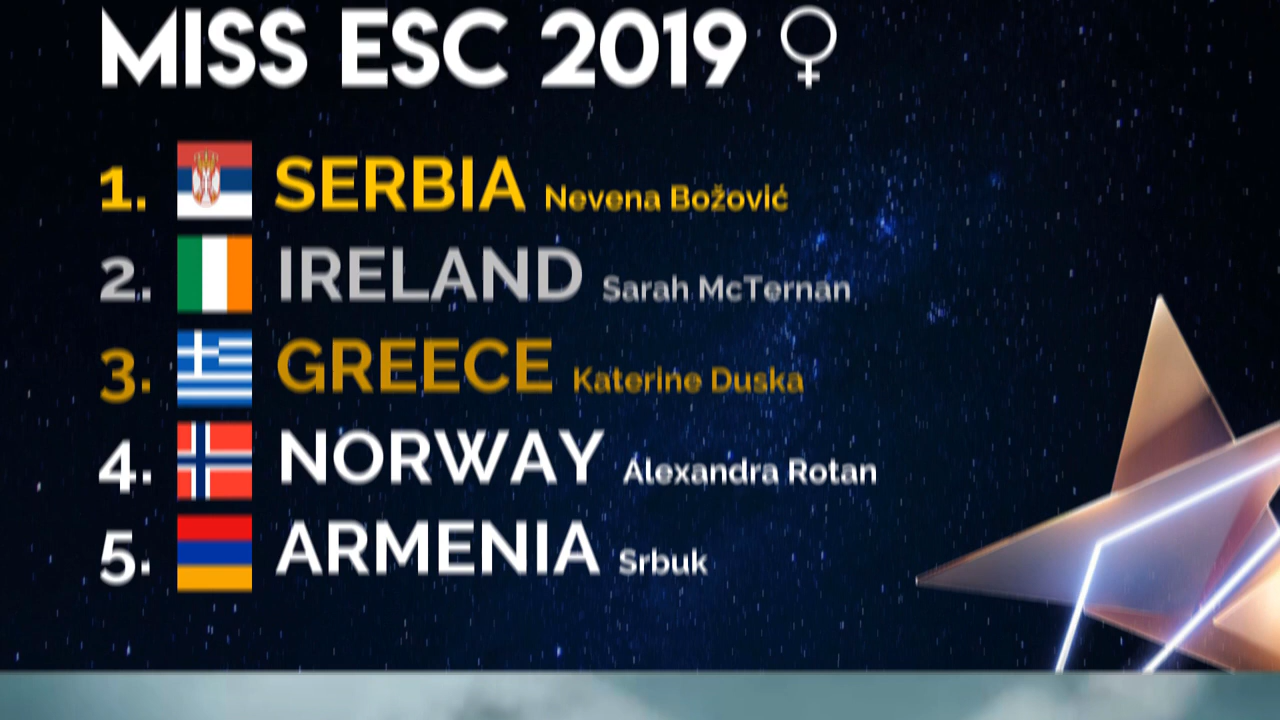 MISS ESC 2019 ♀
1. SERBIA Nevena Božović
2. IRELAND Sarah McTernan
3. GREECE Katerine Duska
4. NORWAY Alexandra Rotan
5. ARMENIA Srbuk